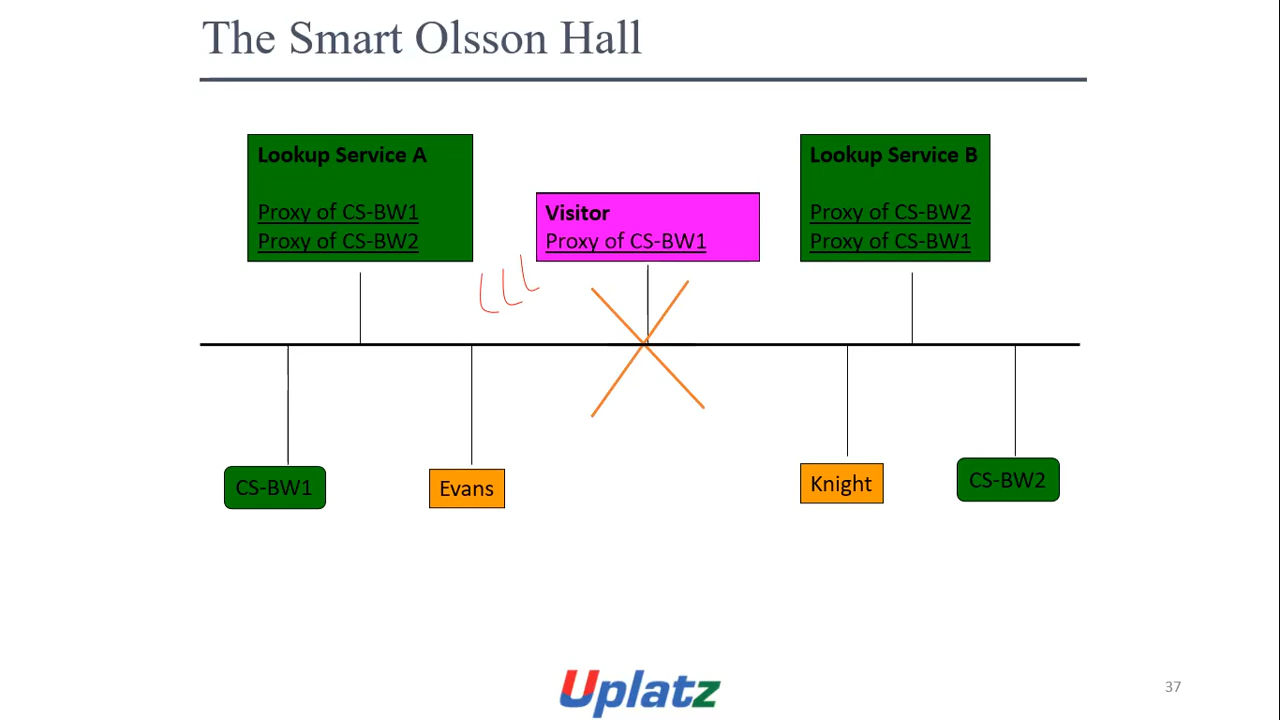 The Smart Olsson Hall
Lookup Service A
Proxy of CS-BW1
Proxy of CS-BW2
Visitor
Proxy of CS-BW1
Lookup Service B
Proxy of CS-BW2
Proxy of CS-BW1
CS-BW1
Evans
Knight
CS-BW2
Uplatz
37